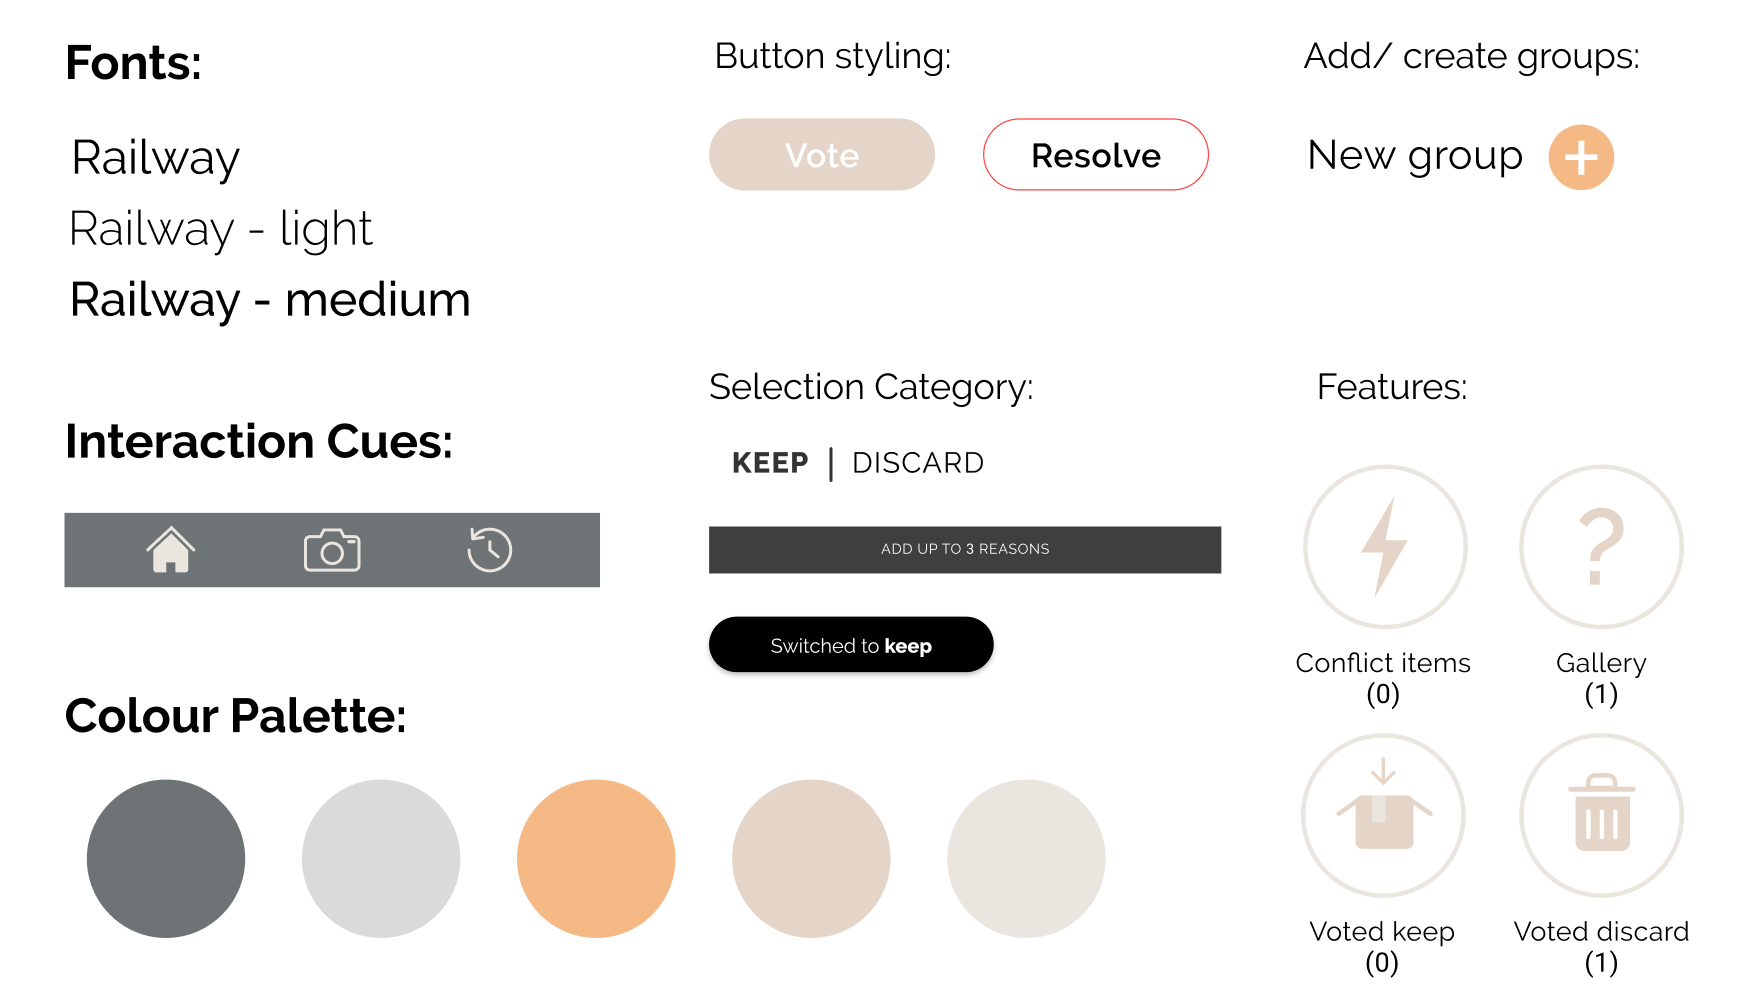 Fonts:
Railway
Railway - light
Railway - medium
Interaction Cues:
Colour Palette:
Button styling:
Vote
Resolve
Selection Category:
KEEP | DISCARD
ADD UP TO 3 REASONS
Switched to keep
Add/ create groups:
New group
Features:
Conflict items
(0)
?
Gallery
(1)
Voted keep
(0)
Voted discard
(1)